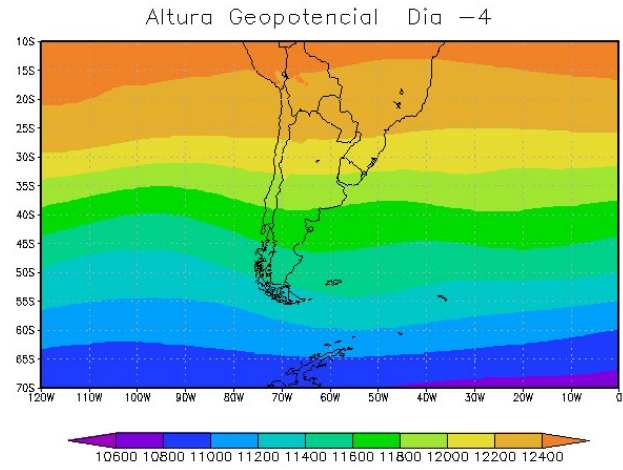 Altura Geopotencial Dia −4
10S
15S
20S
25S
30S
35S
40S
45S
50S
55S
60S
65S
70S
120W 110W 100W 90W 80W 70W 60W 50W 40W 30W 20W 10W 0
10600 10800 11000 11200 11400 11600 11800 12000 12200 12400